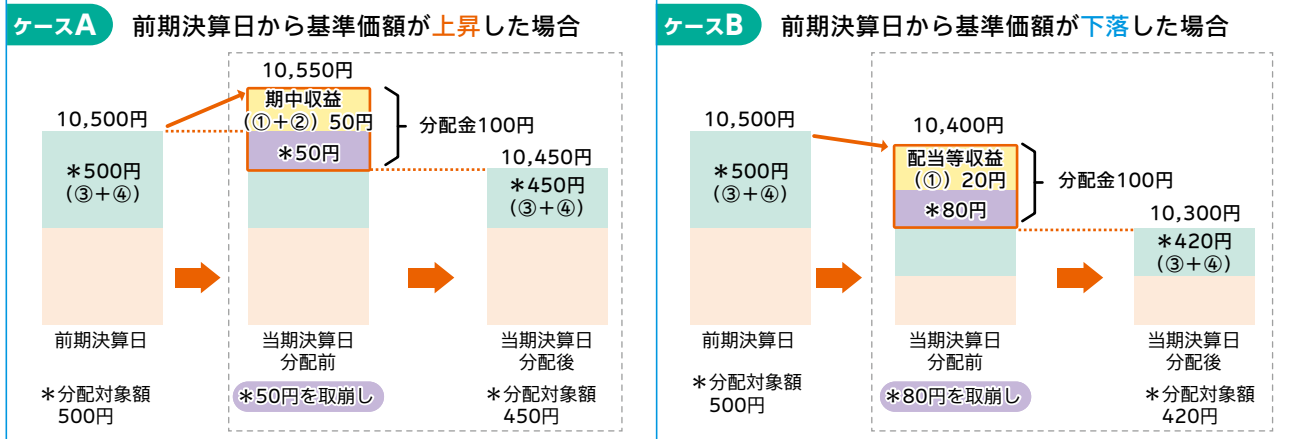 ケースA 前期決算日から基準価額が上昇した場合
10,550円
10,500円
期中収益
(①+②) 50円
分配金100円
＊50円
10,450円
＊500円
(③+④)
＊450円
(③+④)
前期決算日
当期決算日
分配前
当期決算日
分配後
＊分配対象額
500円
＊50円を取崩し
＊分配対象額
450円
ケースB 前期決算日から基準価額が下落した場合
10,500円
10,400円
配当等収益
(①) 20円
分配金100円
＊80円
10,300円
＊500円
(③+④)
＊420円
(③+④)
前期決算日
当期決算日
分配前
当期決算日
分配後
＊分配対象額
500円
＊80円を取崩し
＊分配対象額
420円